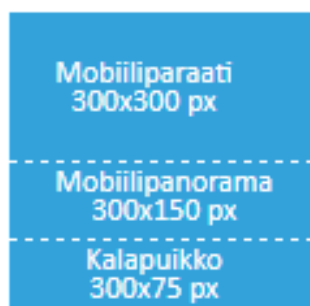 Mobiiliparaati
300x300 px
Mobiilipanorama
300x150 px
Kalapuikko
300x75 px